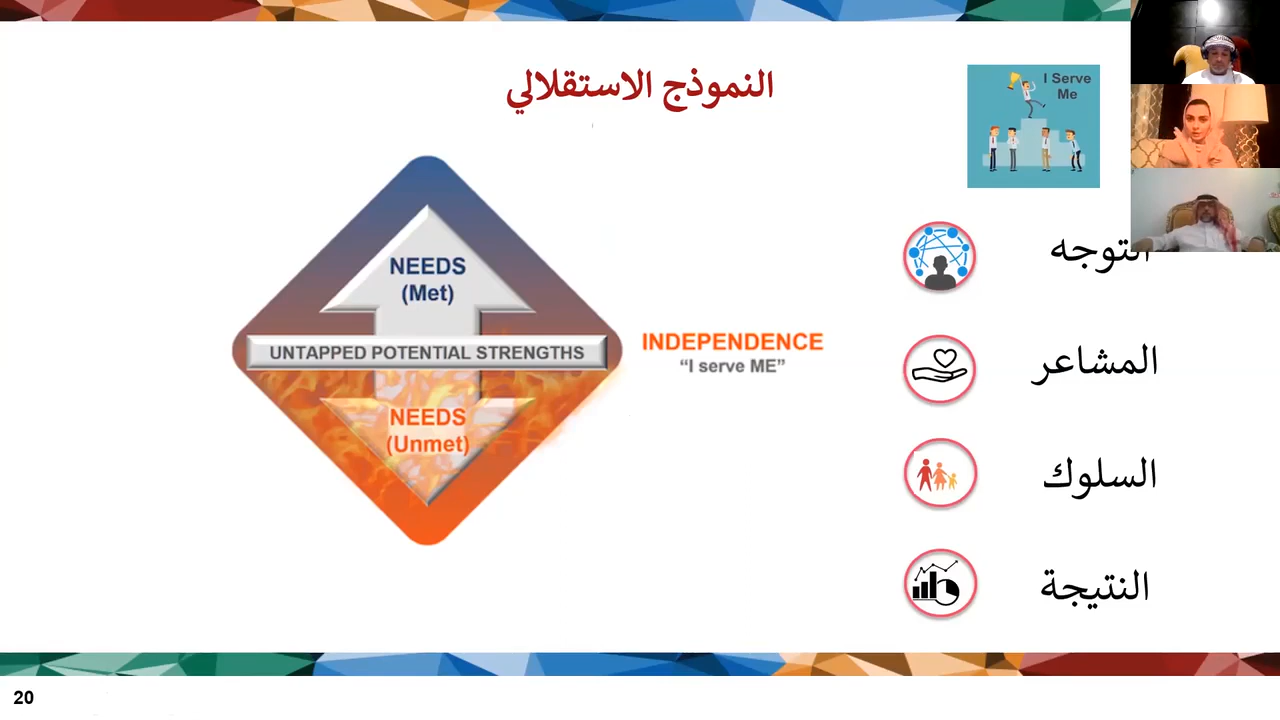 النموذج الاستقلالي
I Serve
Me
التوجه
NEEDS
(Met)
UNTAPPED POTENTIAL STRENGTHS
INDEPENDENCE
“I serve ME”
المشاعر
NEEDS
(Unmet)
السلوك
النتيجة
20